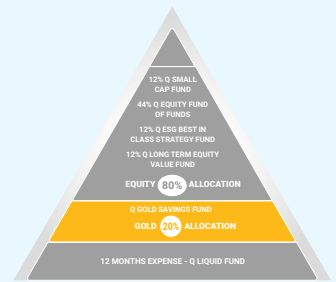 12% Q SMALL
CAP FUND
44% Q EQUITY FUND
OF FUNDS
12% Q ESG BEST IN
CLASS STRATEGY FUND
12% Q LONG TERM EQUITY
VALUE FUND
EQUITY 80% ALLOCATION
Q GOLD SAVINGS FUND
GOLD 20% ALLOCATION
12 MONTHS EXPENSE - Q LIQUID FUND